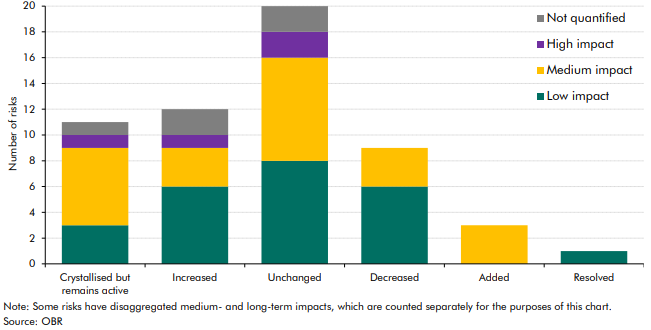 20
18
16
14
12
10
8
6
4
2
0
Number of risks
Not quantified
High impact
Medium impact
Low impact
Crystallised but
remains active
Increased
Unchanged
Decreased
Added
Resolved
Note: Some risks have disaggregated medium- and long-term impacts, which are counted separately for the purposes of this chart.
Source: OBR